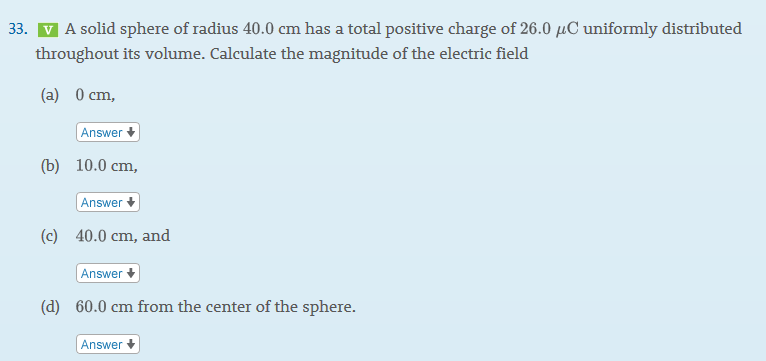 33. V A solid sphere of radius 40.0 cm has a total positive charge of 26.0 μC uniformly distributed
throughout its volume. Calculate the magnitude of the electric field
(a) 0 cm,
Answer
(b) 10.0 cm,
Answer
(c) 40.0 cm, and
Answer
(d) 60.0 cm from the center of the sphere.
Answer